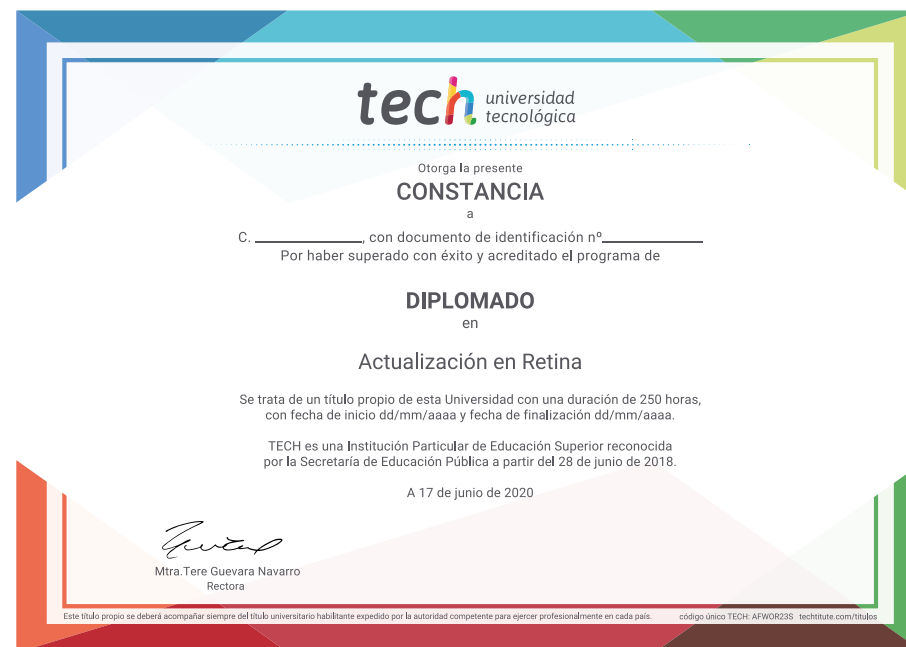 tech universidad
tecnológica
Otorga la presente
CONSTANCIA
a
C. ____________, con documento de identificación nº____________
Por haber superado con éxito y acreditado el programa de
DIPLOMADO
en
Actualización en Retina
Se trata de un título propio de esta Universidad con una duración de 250 horas,
con fecha de inicio dd/mm/aaaa y fecha de finalización dd/mm/aaaa.
TECH es una Institución Particular de Educación Superior reconocida
por la Secretaría de Educación Pública a partir del 28 de junio de 2018.
A 17 de junio de 2020
Mtra.Tere Guevara Navarro
Rectora
Este título propio se deberá acompañar siempre del título universitario habilitante expedido por la autoridad competente para ejercer profesionalmente en cada país. código único TECH: AFWOR23S techtitute.com/titulos